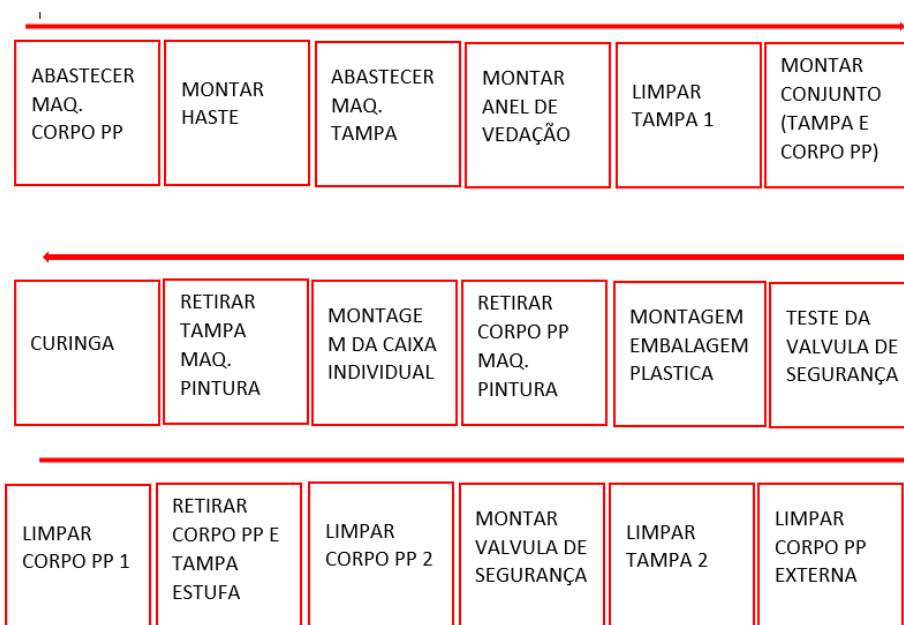 ABASTECER
MAQ.
CORPO PP
MONTAR
HASTE
ABASTECER
MAQ.
TAMPA
MONTAR
ANEL DE
VEDAÇÃO
LIMPAR
TAMPA 1
MONTAR
CONJUNTO
(TAMPA E
CORPO PP)
CURINGA
RETIRAR
TAMPA
MAQ.
PINTURA
MONTAGE
M DA CAIXA
INDIVIDUAL
RETIRAR
CORPO PP
MAQ.
PINTURA
MONTAGEM
EMBALAGEM
PLASTICA
TESTE DA
VALVULA DE
SEGURANÇA
LIMPAR
CORPO PP 1
RETIRAR
CORPO PP E
TAMPA
ESTUFA
LIMPAR
CORPO PP 2
MONTAR
VALVULA DE
SEGURANÇA
LIMPAR
TAMPA 2
LIMPAR
CORPO PP
EXTERNA